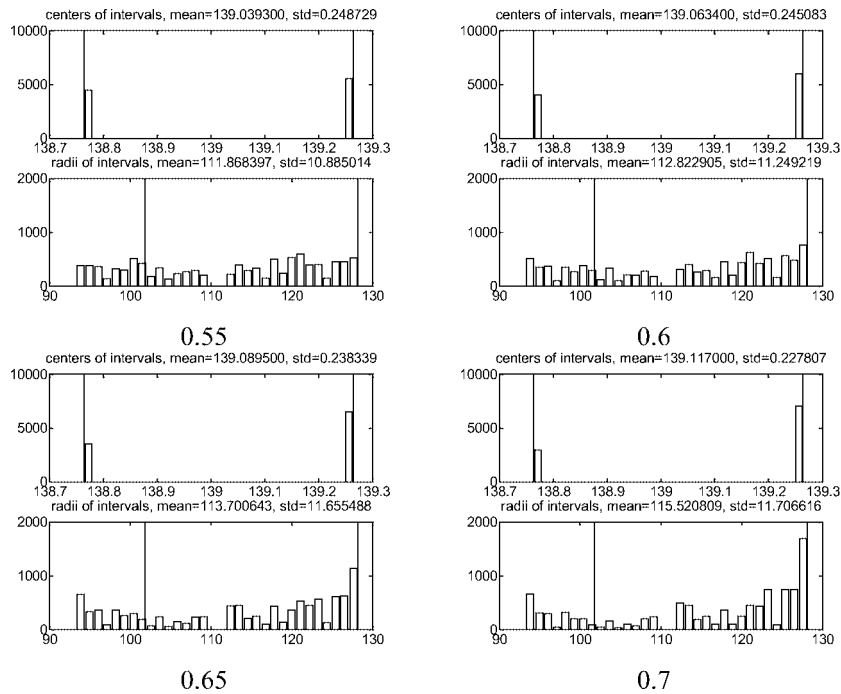 centers of intervals, mean=139.039300, std=0.248729
10000
5000
0
138.7 138.8 138.9 139 139.1 139.2 139.3
radii of intervals, mean=111.868397, std=10.885014
2000
1000
0
90 100 110 120 130
0.55
centers of intervals, mean=139.063400, std=0.245083
10000
5000
0
138.7 138.8 138.9 139 139.1 139.2 139.3
radii of intervals, mean=112.822905, std=11.249219
2000
1000
0
90 100 110 120 130
0.6
centers of intervals, mean=139.089500, std=0.238339
10000
5000
0
138.7 138.8 138.9 139 139.1 139.2 139.3
radii of intervals, mean=113.700643, std=11.655488
2000
1000
0
90 100 110 120 130
0.65
centers of intervals, mean=139.117000, std=0.227807
10000
5000
0
138.7 138.8 138.9 139 139.1 139.2 139.3
radii of intervals, mean=115.520809, std=11.706616
2000
1000
0
90 100 110 120 130
0.7